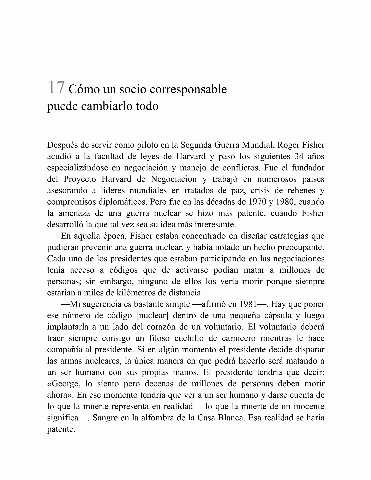 17 Cómo un socio corresponsable
puede cambiarlo todo
Después de servir como piloto en la Segunda Guerra Mundial, Roger Fisher
acudió a la facultad de leyes de Harvard y pasó los siguientes 34 años
especializándose en negociación y manejo de conflictos. Fue el fundador
del Proyecto Harvard de Negociación y trabajó en numerosos países
asesorando a líderes mundiales en tratados de paz, crisis de rehenes y
compromisos diplomáticos. Pero fue en las décadas de 1970 y 1980, cuando
la amenaza de una guerra nuclear se hizo más patente, cuando Fisher
desarrolló la que tal vez sea su idea más interesante.
En aquella época, Fisher estaba concentrado en diseñar estrategias que
pudieran prevenir una guerra nuclear, y había notado un hecho preocupante.
Cada uno de los presidentes que estaban participando en las negociaciones
tenía acceso a códigos que de activarse podían matar a millones de
personas; sin embargo, ninguno de ellos los vería morir porque siempre
estarían a miles de kilómetros de distancia.
—Mi sugerencia es bastante simple —afirmó en 1981—. Hay que poner
ese número de código [nuclear] dentro de una pequeña cápsula y luego
implantarla a un lado del corazón de un voluntario. El voluntario deberá
traer siempre consigo un filoso cuchillo de carnicero mientras le hace
compañía al presidente. Si en algún momento el presidente decide disparar
las armas nucleares, la única manera en que podrá hacerlo será matando a
un ser humano con sus propias manos. El presidente tendría que decir:
«George, lo siento pero decenas de millones de personas deben morir
ahora». En ese momento tendría que ver a un ser humano y darse cuenta de
lo que la muerte representa en realidad —lo que la muerte de un inocente
significa—. Sangre en la alfombra de la Casa Blanca. Esa realidad se haría
patente.